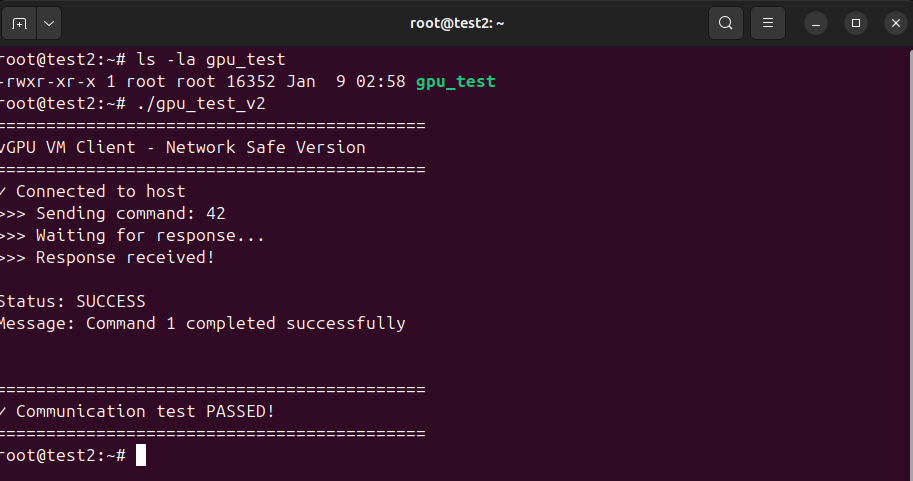 root@test2: ~
root@test2:~# ls -la gpu_test
-rwxr-xr-x 1 root root 16352 Jan  9 02:58 gpu_test
root@test2:~# ./gpu_test_v2
===========================================
vGPU VM Client - Network Safe Version
===========================================
✓ Connected to host
>>> Sending command: 42
>>> Waiting for response...
>>> Response received!
Status: SUCCESS
Message: Command 1 completed successfully
===========================================
✓ Communication test PASSED!
===========================================
root@test2:~#